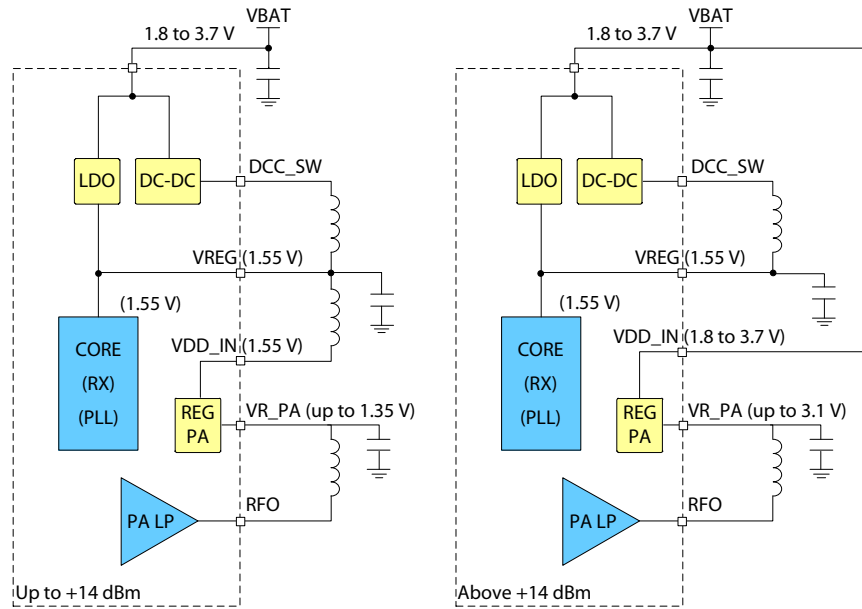 VBAT
1.8 to 3.7 V
LDO
DC-DC
DCC_SW
VREG (1.55 V)
(1.55 V)
CORE
(RX)
(PLL)
VDD_IN (1.55 V)
REG
PA
VR_PA (up to 1.35 V)
PA LP
RFO
Up to +14 dBm
VBAT
1.8 to 3.7 V
LDO
DC-DC
DCC_SW
VREG (1.55 V)
(1.55 V)
CORE
(RX)
(PLL)
VDD_IN (1.8 to 3.7 V)
REG
PA
VR_PA (up to 3.1 V)
PA LP
RFO
Above +14 dBm